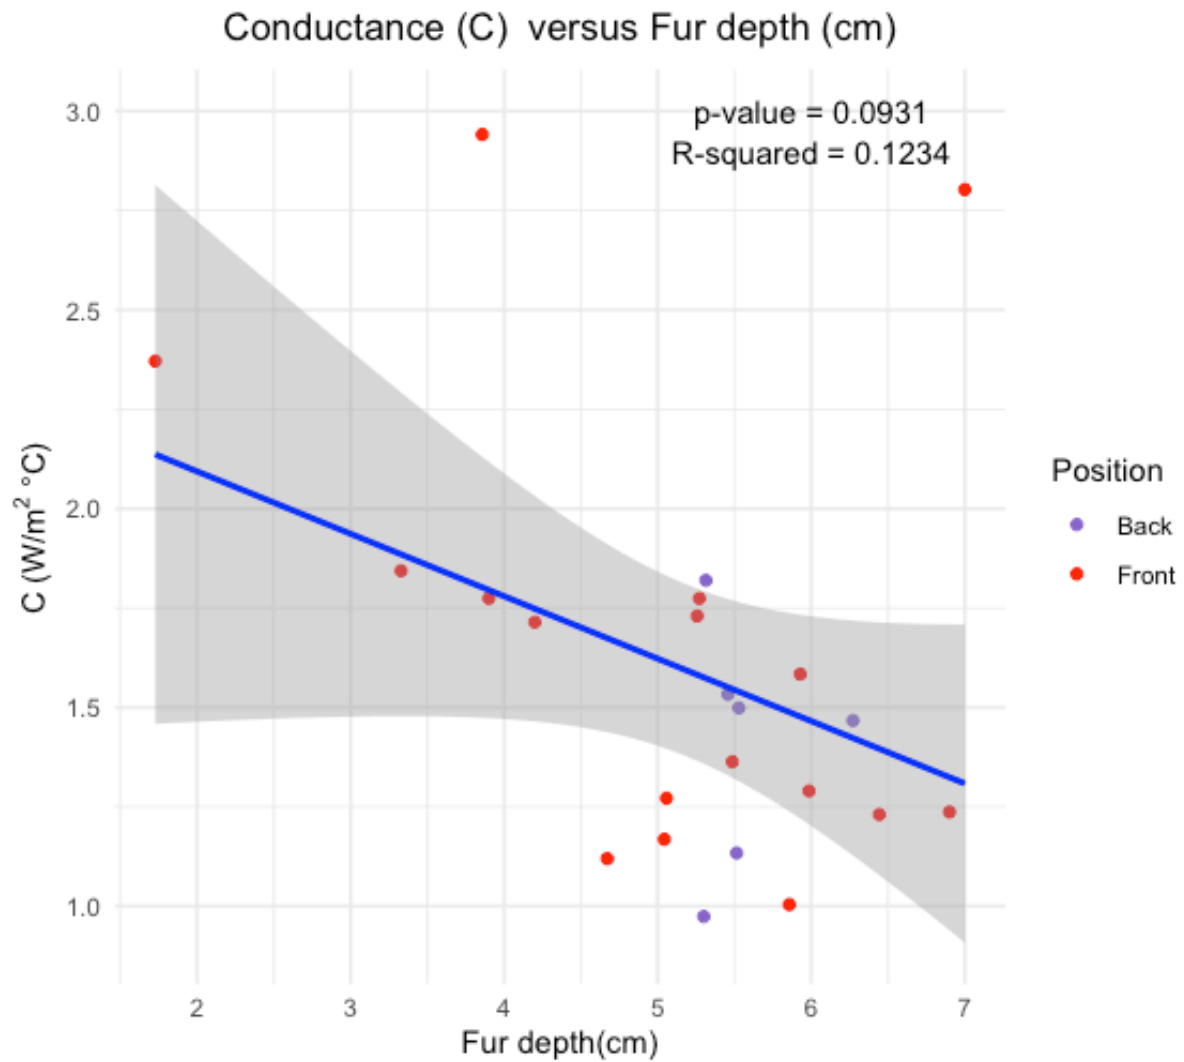 Conductance (C)  versus Fur depth (cm)
p-value = 0.0931
R-squared = 0.1234
3.0
2.5
2.0
1.5
1.0
C (W/m² °C)
2 3 4 5 6 7
Fur depth(cm)
Position
Back
Front